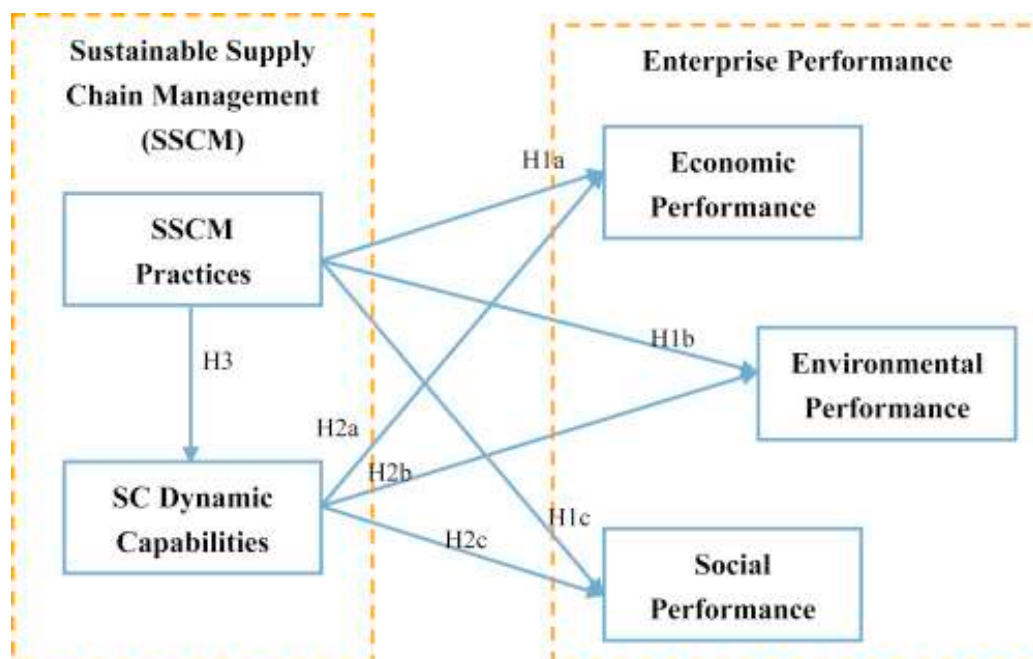 Sustainable Supply
Chain Management
(SSCM)
SSCM
Practices
H3
SC Dynamic
Capabilities
H1a
H1b
H2a
H2b
H1c
H2c
Enterprise Performance
Economic
Performance
Environmental
Performance
Social
Performance